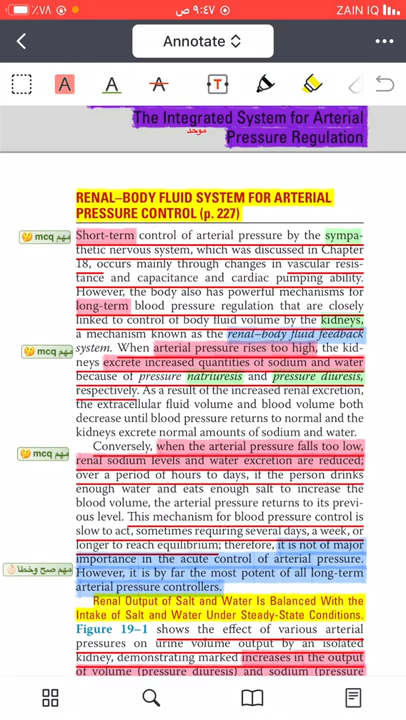 ٪٧٨
٩:٤٧ ص
ZAIN IQ
Annotate
The Integrated System for Arterial
موحد
Pressure Regulation
RENAL–BODY FLUID SYSTEM FOR ARTERIAL
PRESSURE CONTROL (p. 227)
مهم mcq
Short-term control of arterial pressure by the sympa-
thetic nervous system, which was discussed in Chapter
18, occurs mainly through changes in vascular resis-
tance and capacitance and cardiac pumping ability.
However, the body also has powerful mechanisms for
long-term blood pressure regulation that are closely
linked to control of body fluid volume by the kidneys,
a mechanism known as the renal–body fluid feedback
مهم mcq
system. When arterial pressure rises too high, the kid-
neys excrete increased quantities of sodium and water
because of pressure natriuresis and pressure diuresis,
respectively. As a result of the increased renal excretion,
the extracellular fluid volume and blood volume both
decrease until blood pressure returns to normal and the
kidneys excrete normal amounts of sodium and water.
مهم mcq
Conversely, when the arterial pressure falls too low,
renal sodium levels and water excretion are reduced;
over a period of hours to days, if the person drinks
enough water and eats enough salt to increase the
blood volume, the arterial pressure returns to its previ-
ous level. This mechanism for blood pressure control is
slow to act, sometimes requiring several days, a week, or
longer to reach equilibrium; therefore, it is not of major
importance in the acute control of arterial pressure.
مهم صح وخطا
However, it is by far the most potent of all long-term
arterial pressure controllers.
Renal Output of Salt and Water Is Balanced With the
Intake of Salt and Water Under Steady-State Conditions.
Figure 19–1 shows the effect of various arterial
pressures on urine volume output by an isolated
kidney, demonstrating marked increases in the output
of volume (pressure diuresis) and sodium (pressure